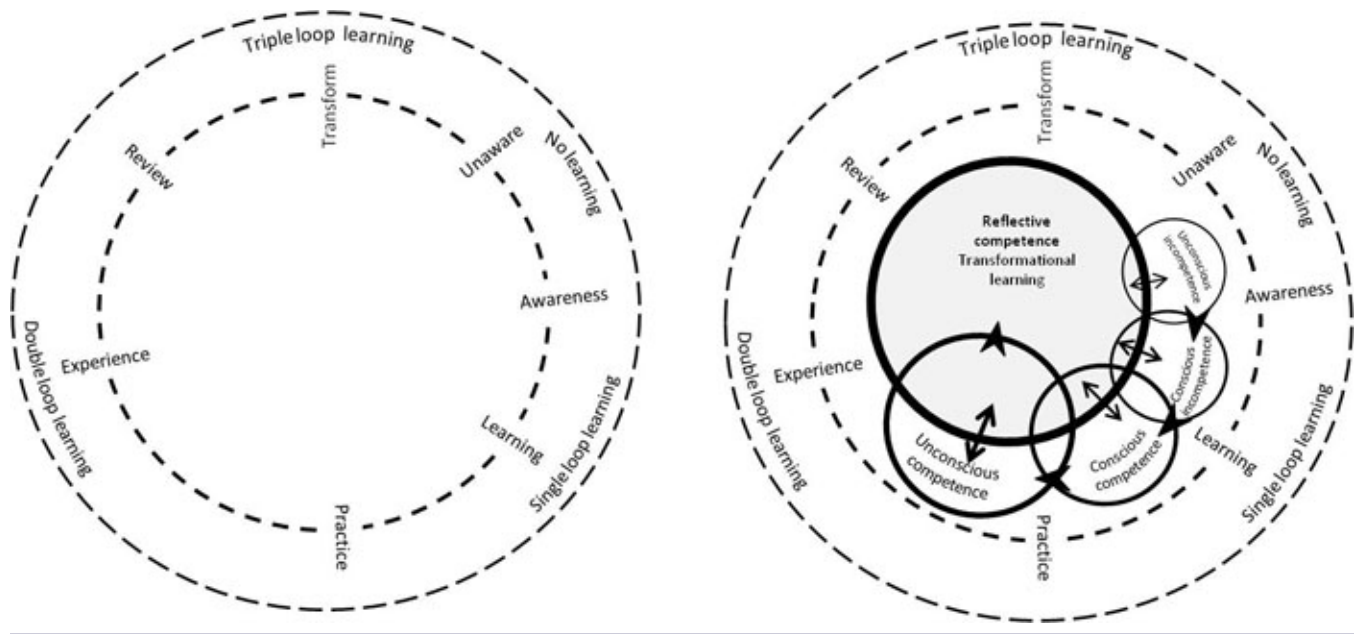 Triple loop learning
Transform
Review
Unaware
No learning
Awareness
Experience
Double loop learning
Learning
Single loop learning
Practice
Triple loop learning
Transform
Review
Unaware
No learning
Reflective
competence
Transformational
learning
Unconscious
incompetence
Awareness
Experience
Double loop learning
Conscious
incompetence
Learning
Single loop learning
Conscious
competence
Unconscious
competence
Practice